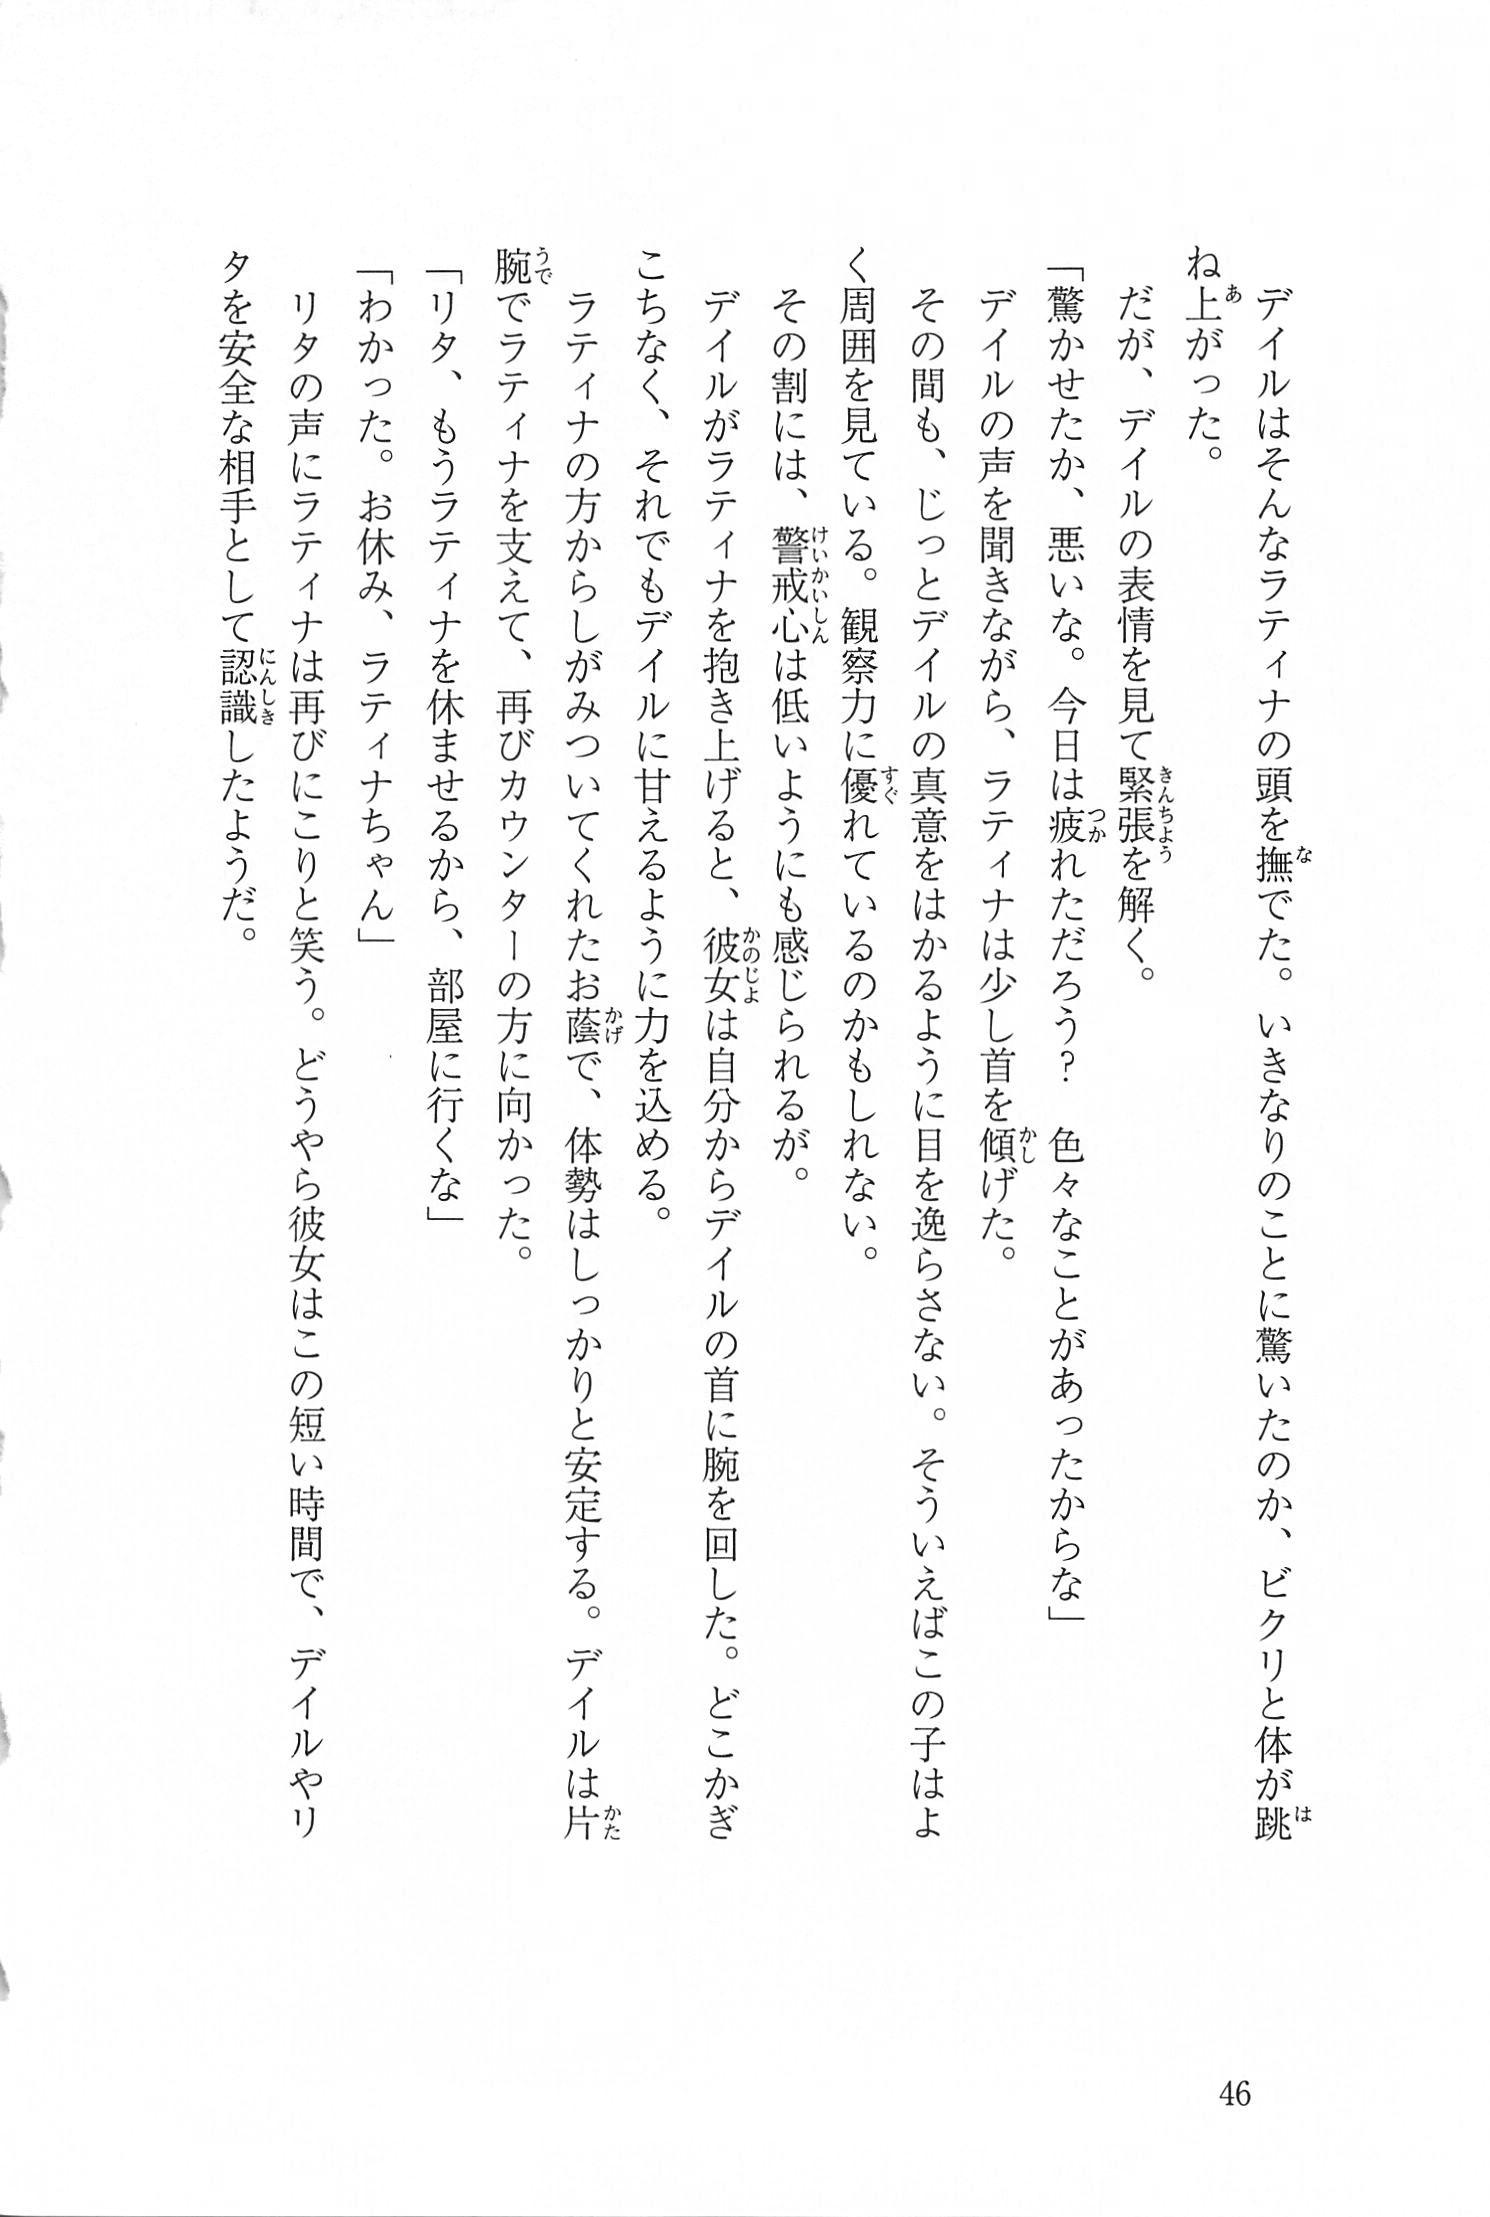 デイルはそんなラティナの頭を撫でた。いきなりのことに驚いたのか、ビクリと体が跳
ね上がった。
だが、デイルの表情を見て緊張を解く。
「驚かせたか、悪いな。今日は疲れただろう？　色々なことがあったからな」
デイルの声を聞きながら、ラティナは少し首を傾げた。
その間も、じっとデイルの真意をはかるように目を逸らさない。そういえばこの子はよ
く周囲を見ている。観察力に優れているのかもしれない。
その割には、警戒心は低いようにも感じられるが。
デイルがラティナを抱き上げると、彼女は自分からデイルの首に腕を回した。どこかぎ
こちなく、それでもデイルに甘えるように力を込める。
ラティナの方からしがみついてくれたお蔭で、体勢はしっかりと安定する。デイルは片
腕でラティナを支えて、再びカウンターの方に向かった。
「リタ、もうラティナを休ませるから、部屋に行くな」
「わかった。お休み、ラティナちゃん」
リタの声にラティナは再びにこりと笑う。どうやら彼女はこの短い時間で、デイルやリ
タを安全な相手として認識したようだ。
46